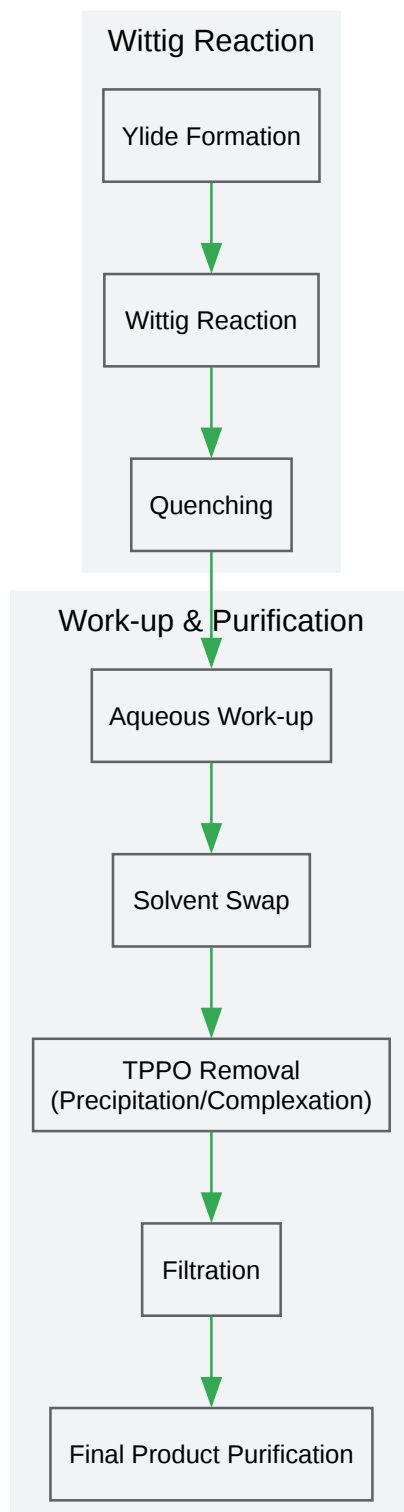 Wittig Reaction
Ylide Formation
Wittig Reaction
Quenching
Work-up & Purification
Aqueous Work-up
Solvent Swap
TPPO Removal
(Precipitation/Complexation)
Filtration
Final Product Purification